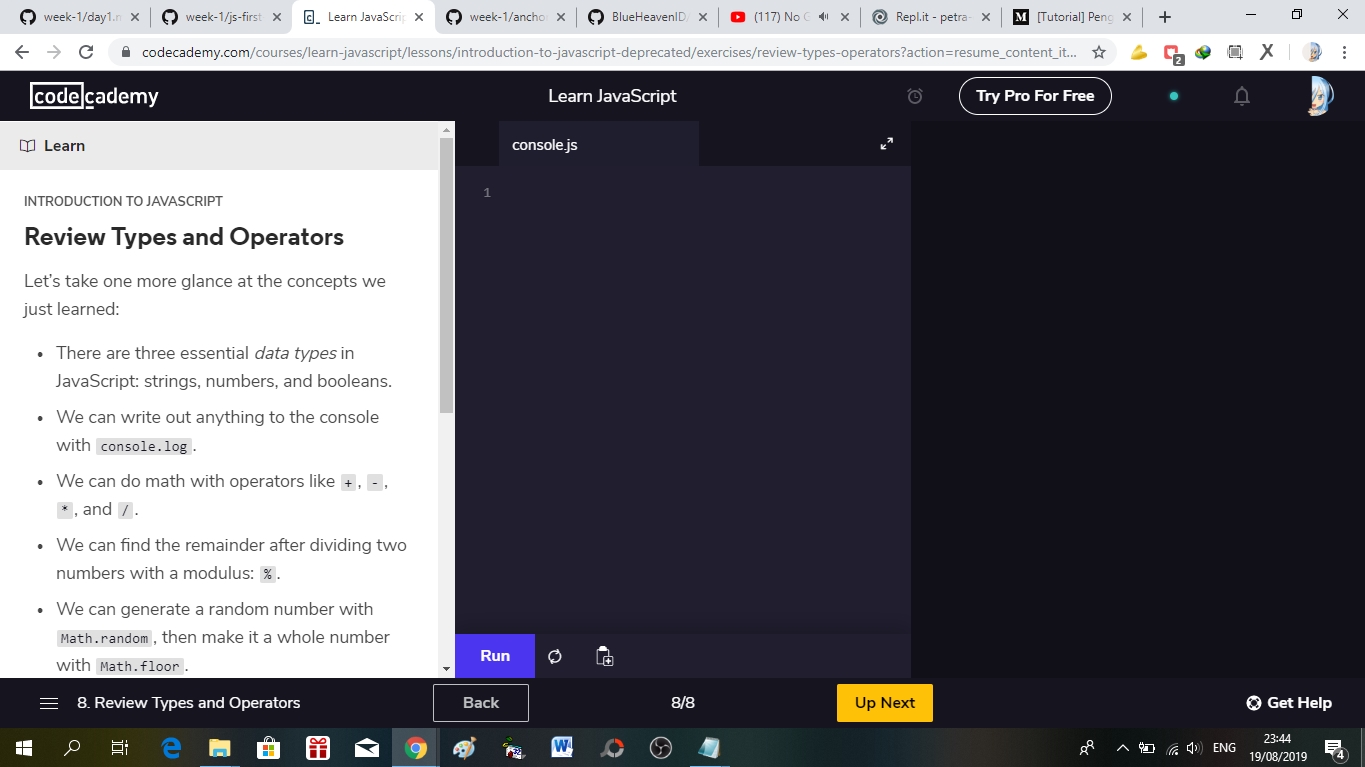 week-1/day1.m
week-1/js-first
Learn JavaScrip
week-1/ancho
BlueHeavenID/
(117) No G
Repl.it - petra-
[Tutorial] Peng
codecademy.com/courses/learn-javascript/lessons/introduction-to-javascript-deprecated/exercises/review-types-operators?action=resume_content_it...
2
codecademy
Learn JavaScript
Try Pro For Free
Learn
console.js
1
INTRODUCTION TO JAVASCRIPT
Review Types and Operators
Let's take one more glance at the concepts we
just learned:
• There are three essential data types in
JavaScript: strings, numbers, and booleans.
• We can write out anything to the console
with console.log.
• We can do math with operators like +, -,
*, and /.
• We can find the remainder after dividing two
numbers with a modulus: %.
• We can generate a random number with
Math.random, then make it a whole number
with Math.floor.
Run
8. Review Types and Operators
Back
8/8
Up Next
Get Help
ENG
23:44
19/08/2019
4